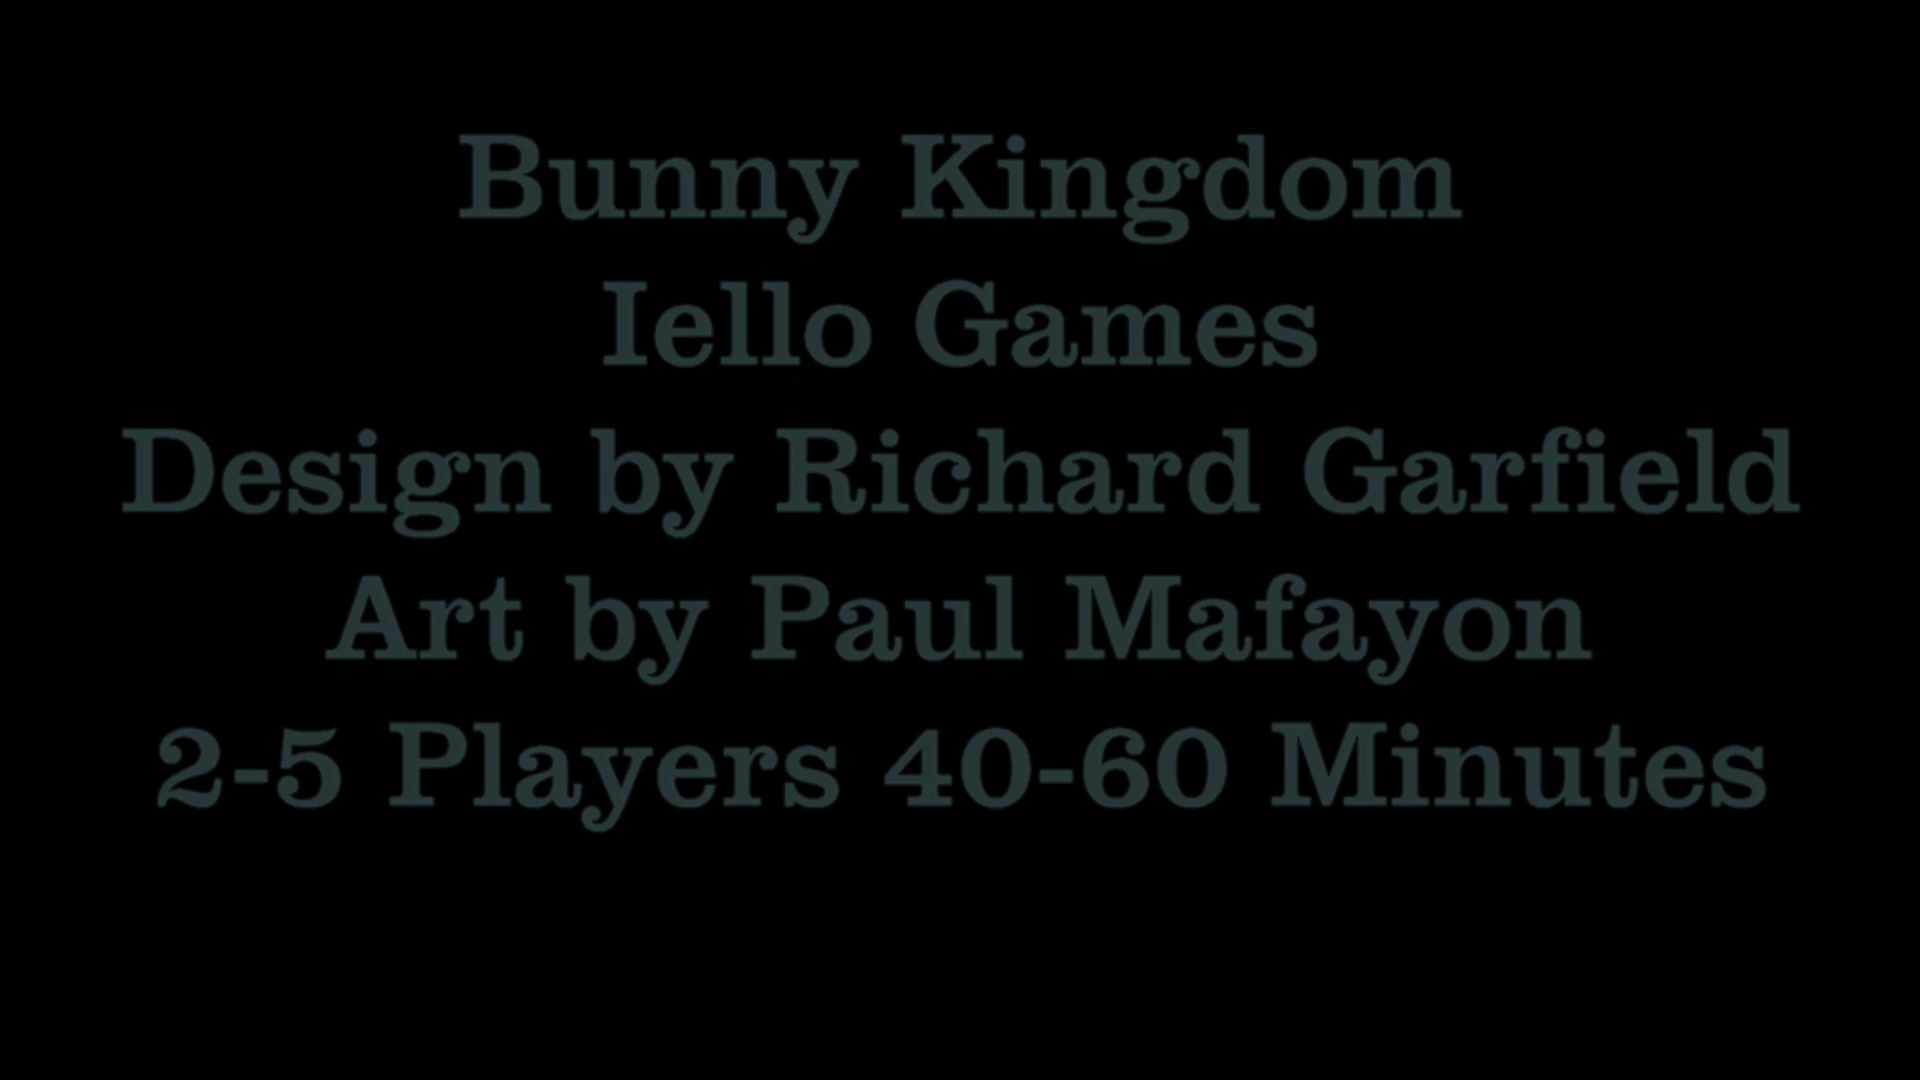 Bunny Kingdom
Iello Games
Design by Richard Garfield
Art by Paul Mafayon
2-5 Players 40-60 Minutes